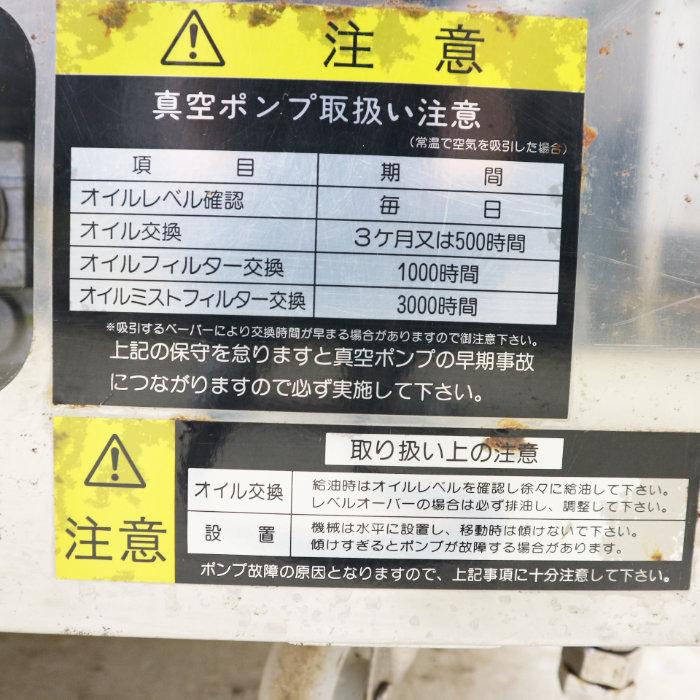 注意
真空ポンプ取扱い注意
(常温で空気を吸引した場合)
項目 期間
オイルレベル確認 毎日
オイル交換 3ケ月又は500時間
オイルフィルター交換 1000時間
オイルミストフィルター交換 3000時間
※吸引するペーパーにより交換時間が早まる場合がありますので御注意下さい。
上記の保守を怠りますと真空ポンプの早期事故
につながりますので必ず実施して下さい。
注意
取り扱い上の注意
オイル交換 給油時はオイルレベルを確認し徐々に給油して下さい。
レベルオーバーの場合は必ず排油し、調整して下さい。
設置 機械は水平に設置し、移動時は傾けないで下さい。
傾けすぎるとポンプが故障する場合があります。
ポンプ故障の原因となりますので、上記事項に十分注意して下さい。